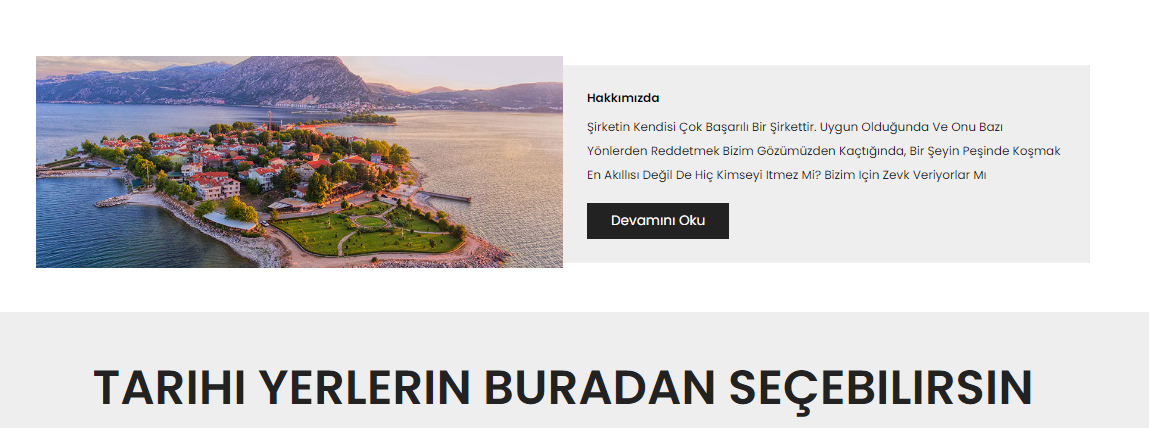 Hakkımızda
Şirketin Kendisi Çok Başarılı Bir Şirkettir. Uygun Olduğunda Ve Onu Bazı
Yönlerden Reddetmek Bizim Gözümüzden Kaçtığında, Bir Şeyin Peşinde Koşmak
En Akıllısı Değil De Hiç Kimseyi Itmez Mi? Bizim Için Zevk Veriyorlar Mı
Devamını Oku
TARIHI YERLERIN BURADAN SEÇEBILIRSIN